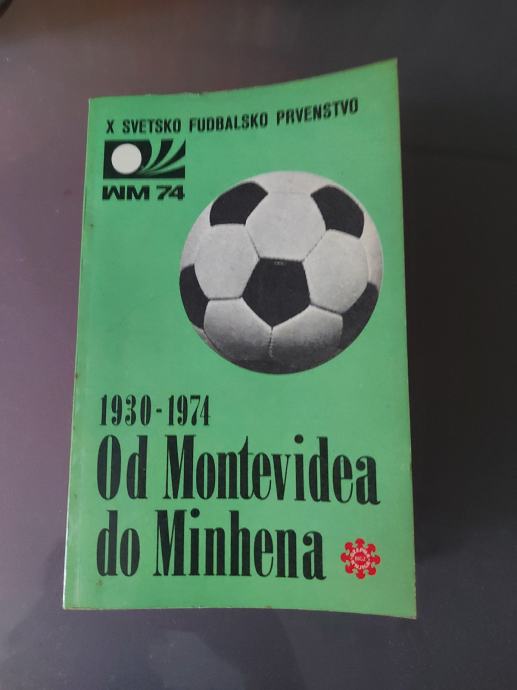 X SVETSKO FUDBALSKO PRVENSTVO
WM 74
1930-1974
Od Montevidea
do Minhena